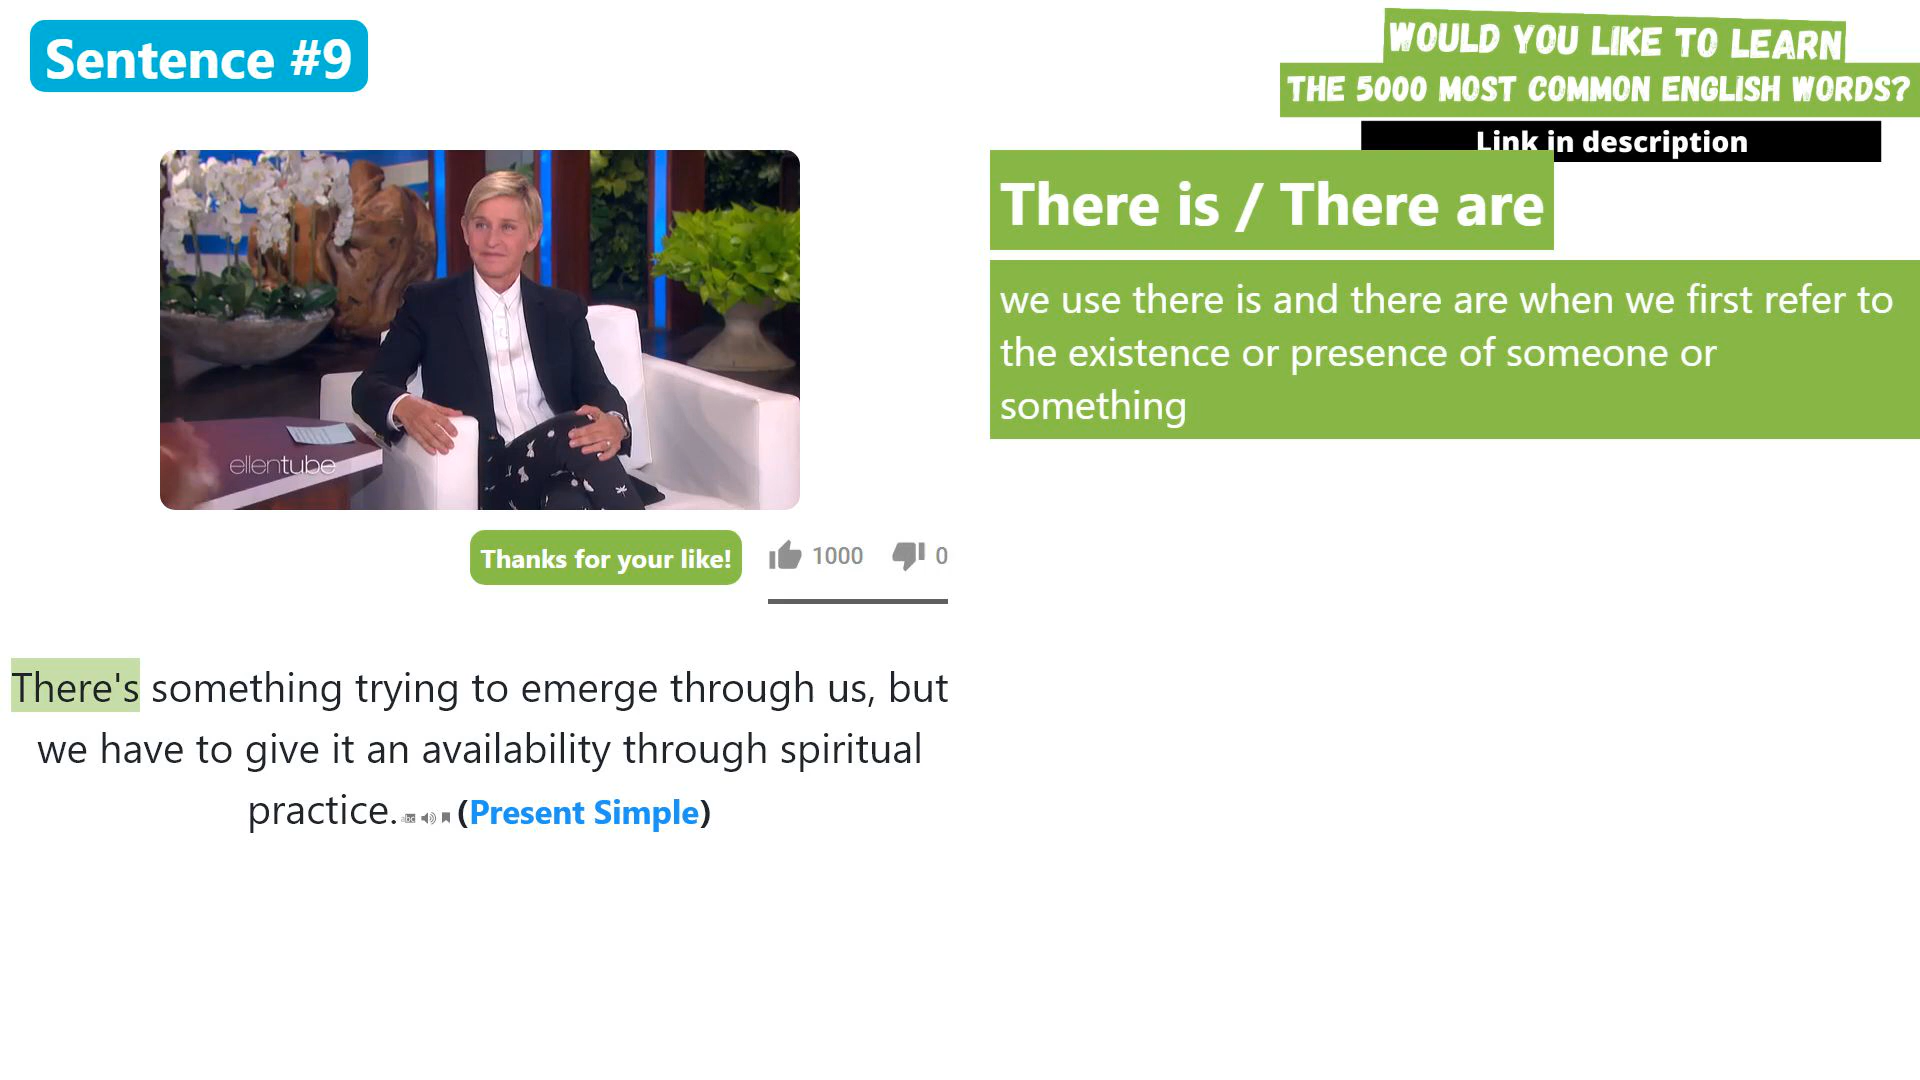 Sentence #9
WOULD YOU LIKE TO LEARN
THE 5000 MOST COMMON ENGLISH WORDS?
Link in description
There is / There are
we use there is and there are when we first refer to
the existence or presence of someone or
something
ellentube
Thanks for your like!
1000
0
There's something trying to emerge through us, but
we have to give it an availability through spiritual
practice. (Present Simple)